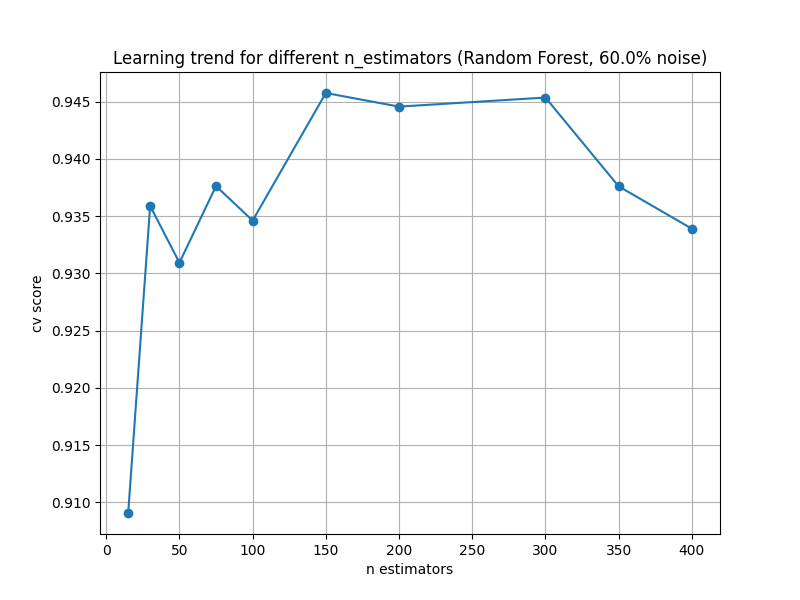 Learning trend for different n_estimators (Random Forest, 60.0% noise)
0.945
0.940
0.935
0.930
0.925
0.920
0.915
0.910
cv score
0 50 100 150 200 250 300 350 400
n estimators